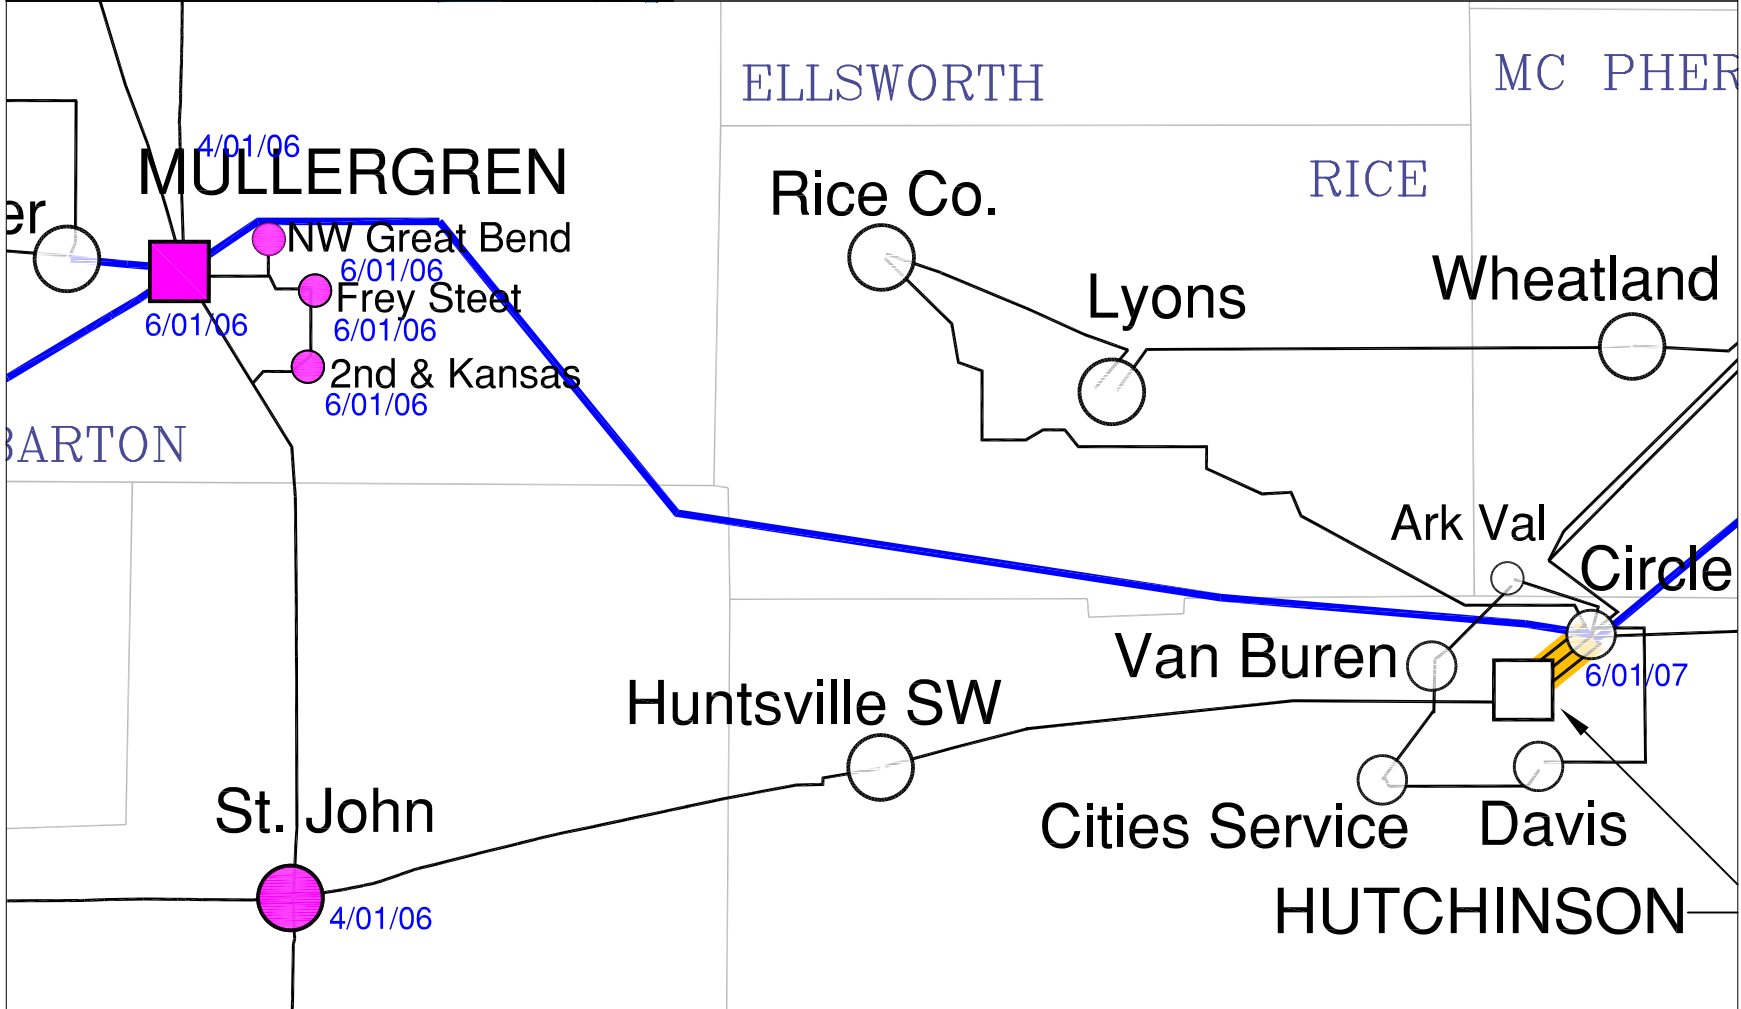 ELLSWORTH
MC PHER
4/01/06
MULLERGREN
RICE
Rice Co.
er
NW Great Bend
6/01/06
Wheatland
Lyons
Frey Steet
6/01/06
6/01/06
2nd & Kansas
6/01/06
BARTON
Ark Val
Circle
Van Buren
6/01/07
Huntsville SW
St. John
Cities Service
Davis
4/01/06
HUTCHINSON